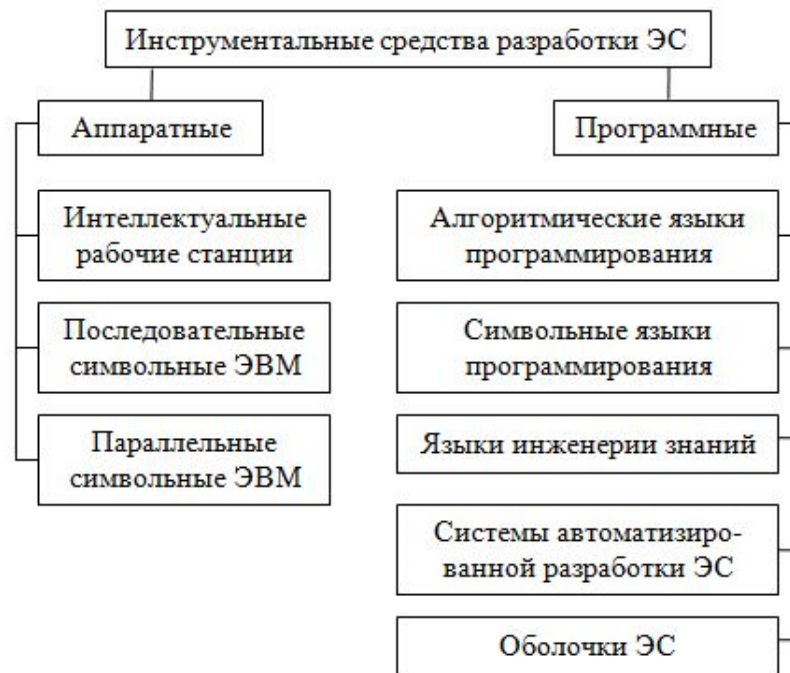 Инструментальные средства разработки ЭС
Аппаратные
Программные
Интеллектуальные
рабочие станции
Последовательные
символьные ЭВМ
Параллельные
символьные ЭВМ
Алгоритмические языки
программирования
Символьные языки
программирования
Языки инженерии знаний
Системы автоматизиро-
ванной разработки ЭС
Оболочки ЭС